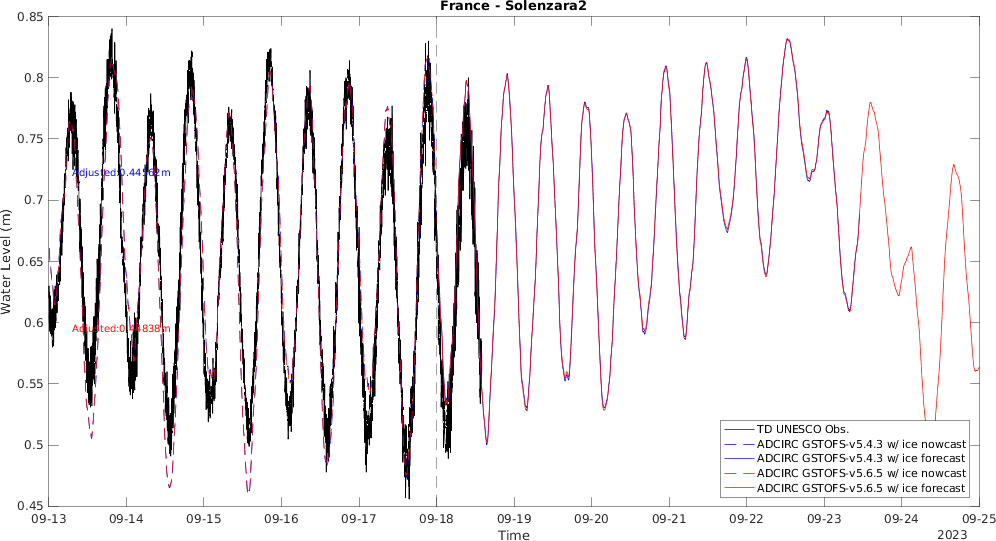 France - Solenzara2
0.85
0.8
0.75
0.7
0.65
0.6
0.55
0.5
0.45
Water Level (m)
Adjusted:0.44562m
TD UNESCO Obs.
ADCIRC GSTOFS-v5.4.3 w/ ice nowcast
ADCIRC GSTOFS-v5.4.3 w/ ice forecast
ADCIRC GSTOFS-v5.6.5 w/ ice nowcast
ADCIRC GSTOFS-v5.6.5 w/ ice forecast
09-13 09-14 09-15 09-16 09-17 09-18 09-19 09-20 09-21 09-22 09-23 09-24 09-25
Time
2023